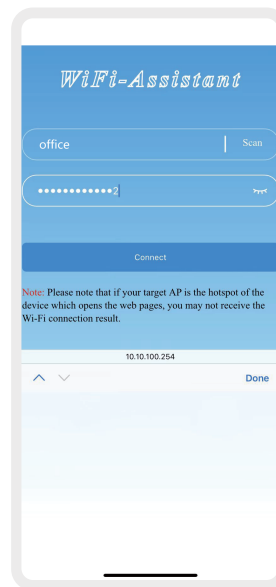 WiFi-Assistant
office Scan
••••••••••••2
Connect
Note: Please note that if your target AP is the hotspot of the
device which opens the web pages, you may not receive the
Wi-Fi connection result.
10.10.100.254
Done